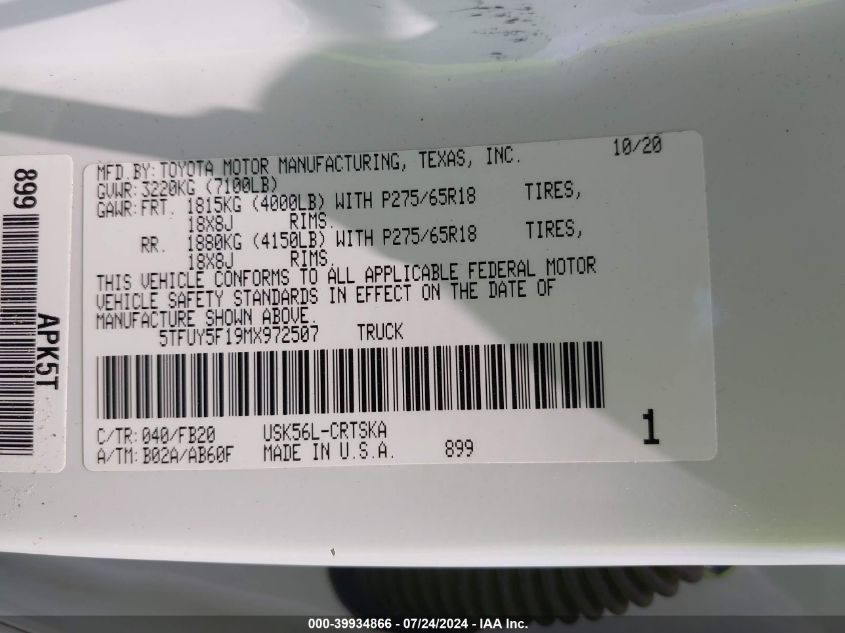 899
APK5T
MFD. BY: TOYOTA MOTOR MANUFACTURING, TEXAS, INC. 10/20
GVWR: 3220KG (7100LB)
GAWR: FRT. 1815KG (4000LB) WITH P275/65R18 TIRES,
18X8J RIMS.
RR. 1880KG (4150LB) WITH P275/65R18 TIRES,
18X8J RIMS.
THIS VEHICLE CONFORMS TO ALL APPLICABLE FEDERAL MOTOR
VEHICLE SAFETY STANDARDS IN EFFECT ON THE DATE OF
MANUFACTURE SHOWN ABOVE.
5TFUY5F19MX972507 TRUCK
C/TR: 040/FB20 USK56L-CRTSKA
A/TM: B02A/AB60F MADE IN U.S.A. 899
1
000-39934866 / 07/24/2024 - IAA Inc.